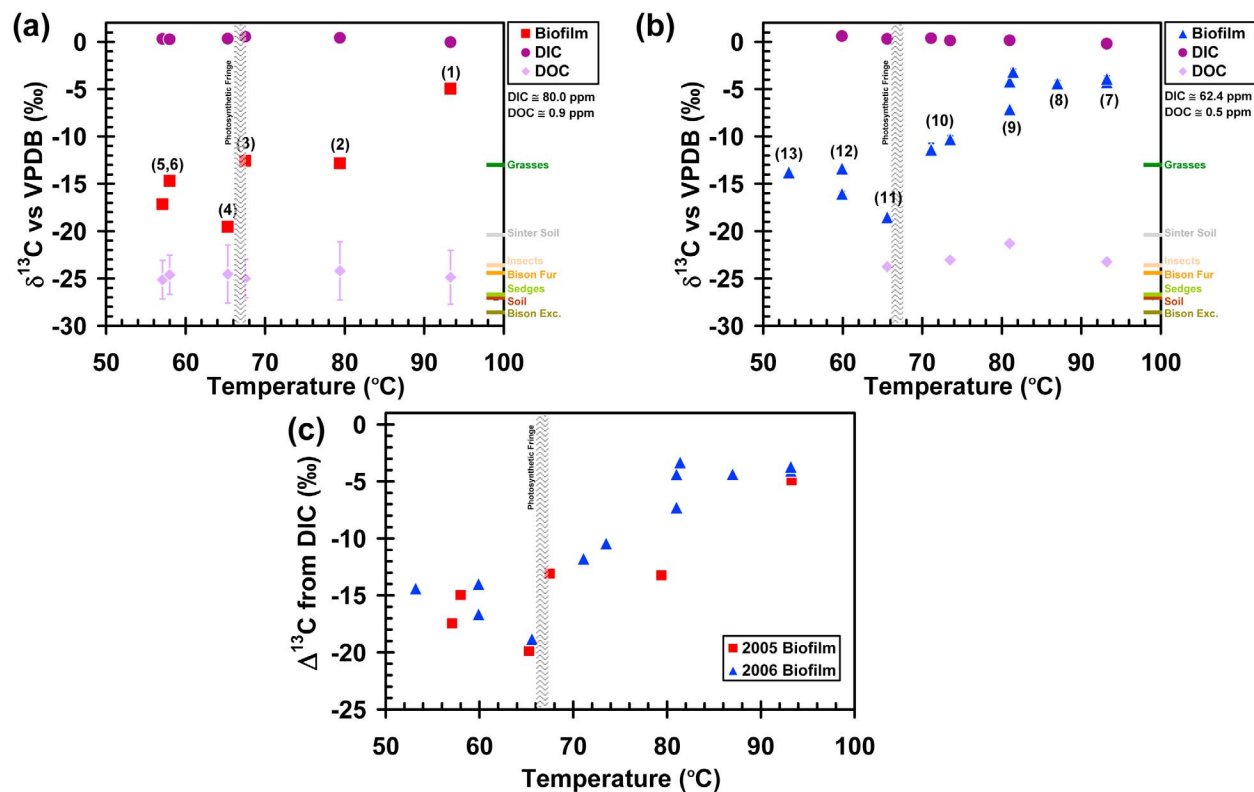 (a)
0
-5
-10
-15
-20
-25
-30
δ¹³C vs VPDB (‰)
50 60 70 80 90 100
Temperature (°C)
Photosynthetic Fringe
(1)
(2)
(3)
(4)
(5,6)
Biofilm
DIC
DOC
DIC ≅ 80.0 ppm
DOC ≅ 0.9 ppm
Grasses
Sinter Soil
Insects
Bison Fur
Sedges
Soil
Bison Exc.
(b)
0
-5
-10
-15
-20
-25
-30
δ¹³C vs VPDB (‰)
50 60 70 80 90 100
Temperature (°C)
Photosynthetic Fringe
(7)
(8)
(9)
(10)
(11)
(12)
(13)
Biofilm
DIC
DOC
DIC ≅ 62.4 ppm
DOC ≅ 0.5 ppm
Grasses
Sinter Soil
Insects
Bison Fur
Sedges
Soil
Bison Exc.
(c)
0
-5
-10
-15
-20
-25
Δ¹³C from DIC (‰)
50 60 70 80 90 100
Temperature (°C)
Photosynthetic Fringe
2005 Biofilm
2006 Biofilm